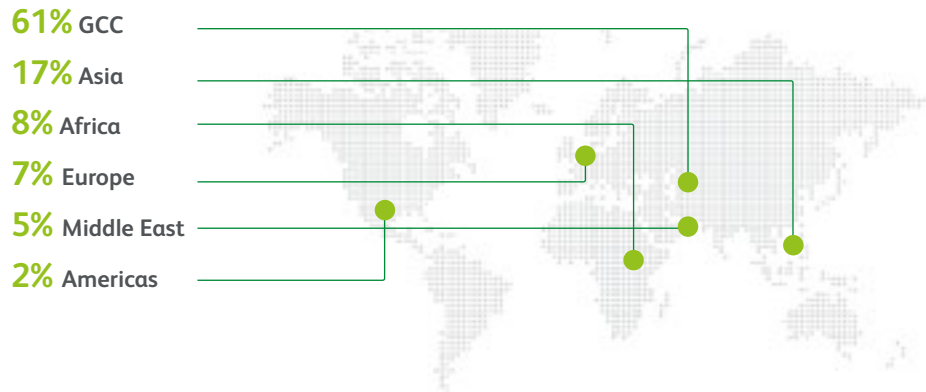 61% GCC
17% Asia
8% Africa
7% Europe
5% Middle East
2% Americas